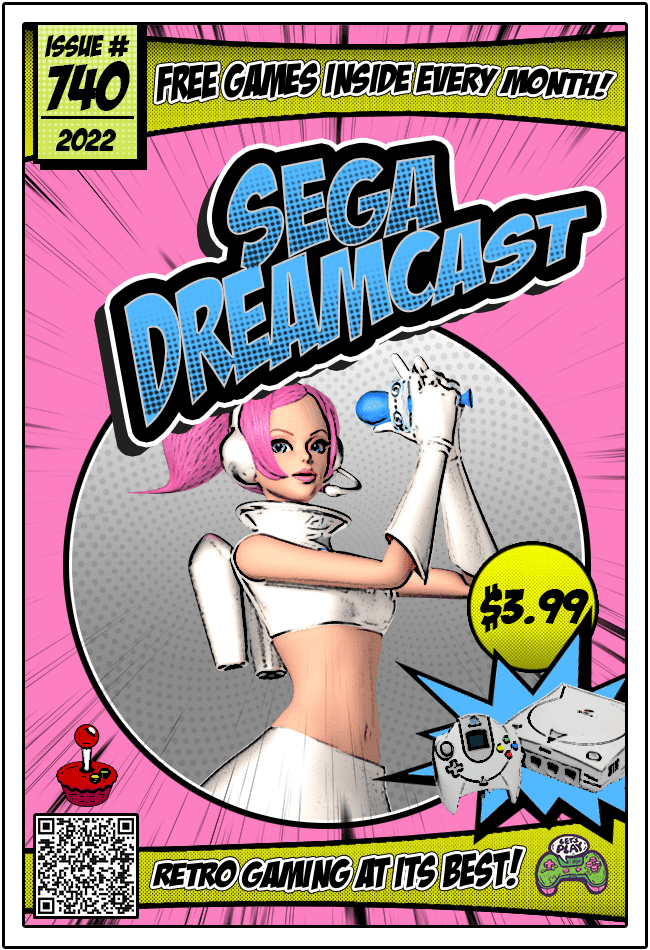 ISSUE #
740
2022
FREE GAMES INSIDE EVERY MONTH!
SEGA
DREAMCAST
$3.99
RETRO GAMING AT ITS BEST!
LET'S
PLAY